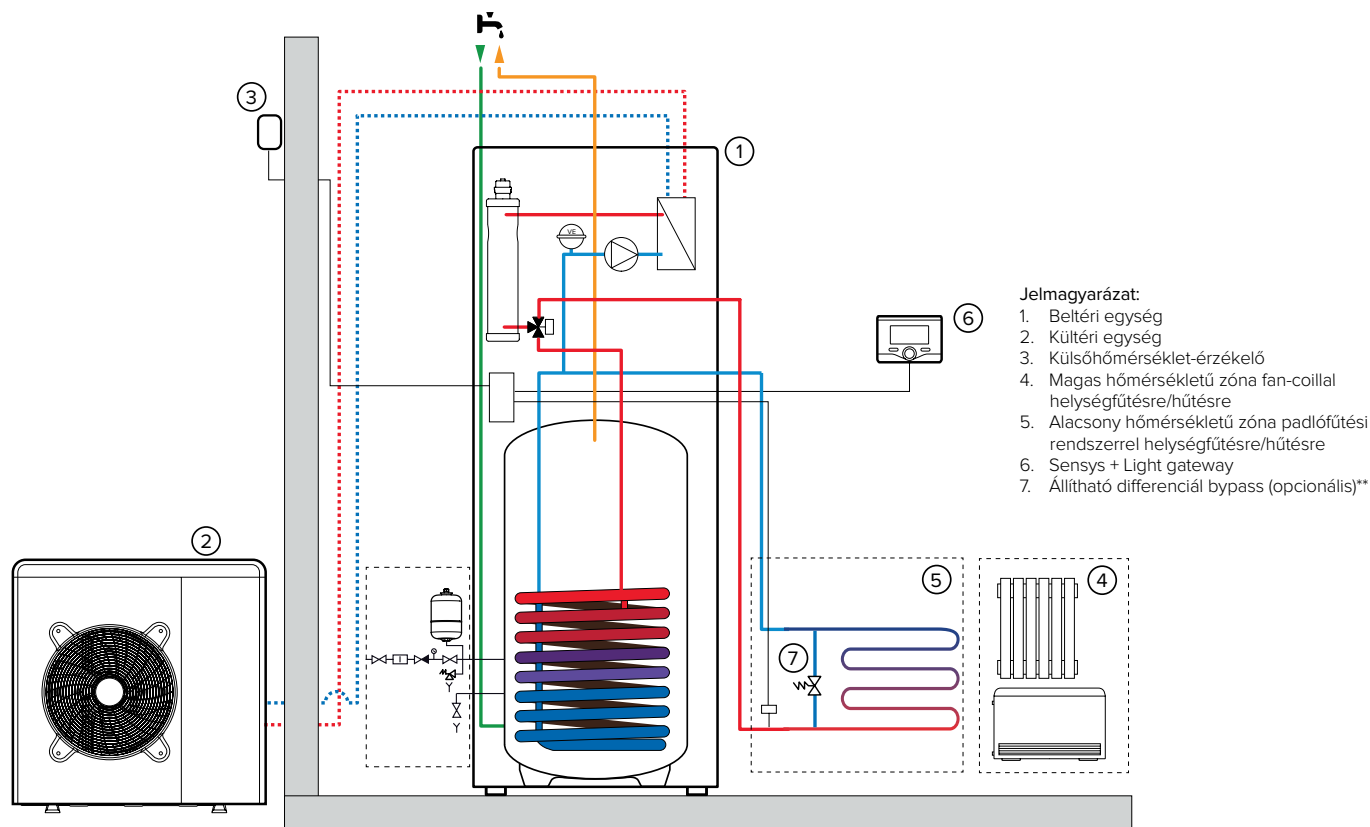 3
1
VE
6
Jelmagyarázat:
1. Beltéri egység
2. Kültéri egység
3. Külsőhőmérséklet-érzékelő
4. Magas hőmérsékletű zóna fan-coillal
helységfűtésre/hűtésre
5. Alacsony hőmérsékletű zóna padlófűtési
rendszerrel helységfűtésre/hűtésre
6. Sensys + Light gateway
7. Állítható differenciál bypass (opcionális)**
2
5
4
7